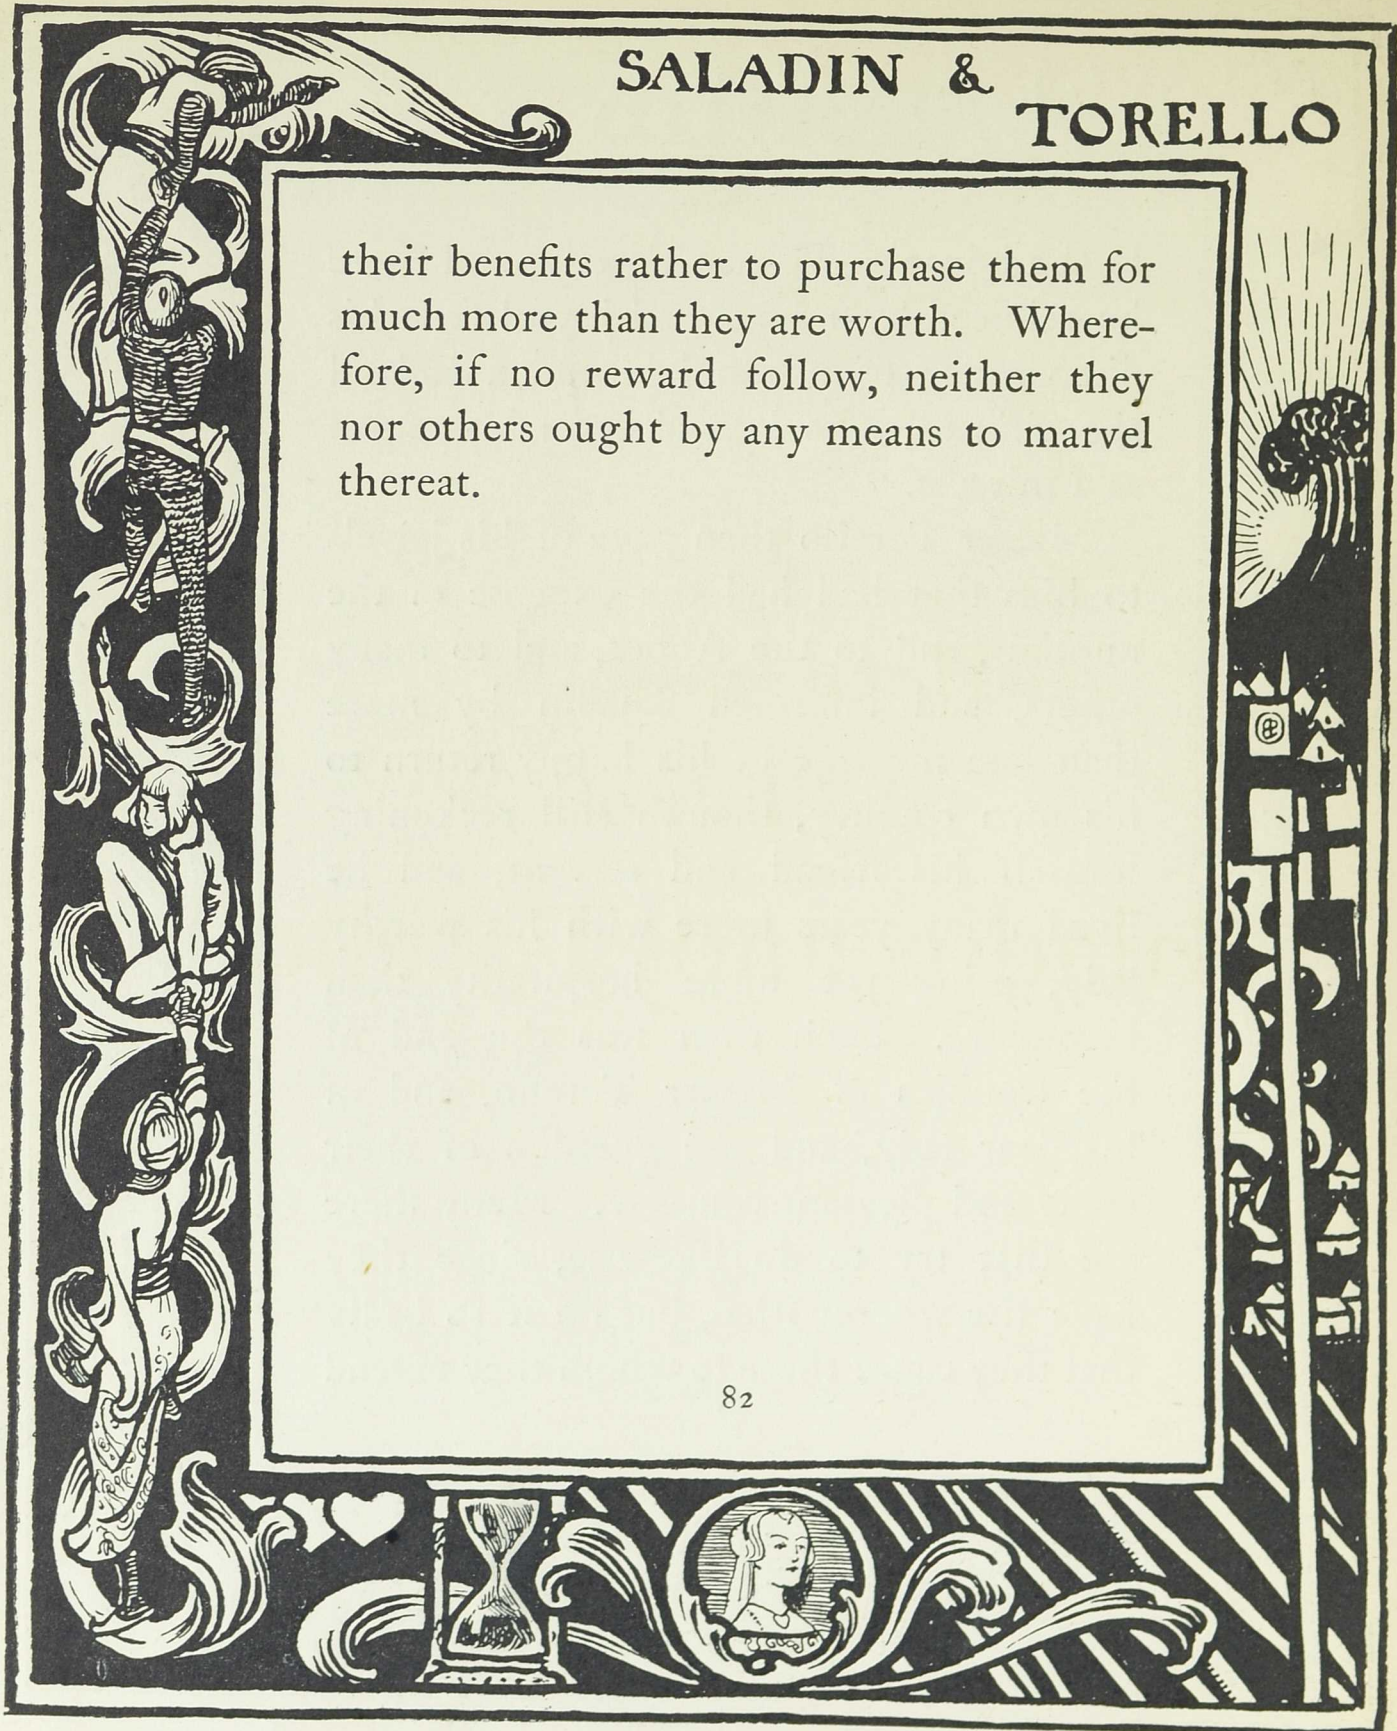 SALADIN &
TORELLO
their benefits rather to purchase them for
much more than they are worth. Where-
fore, if no reward follow, neither they
nor others ought by any means to marvel
thereat.
82